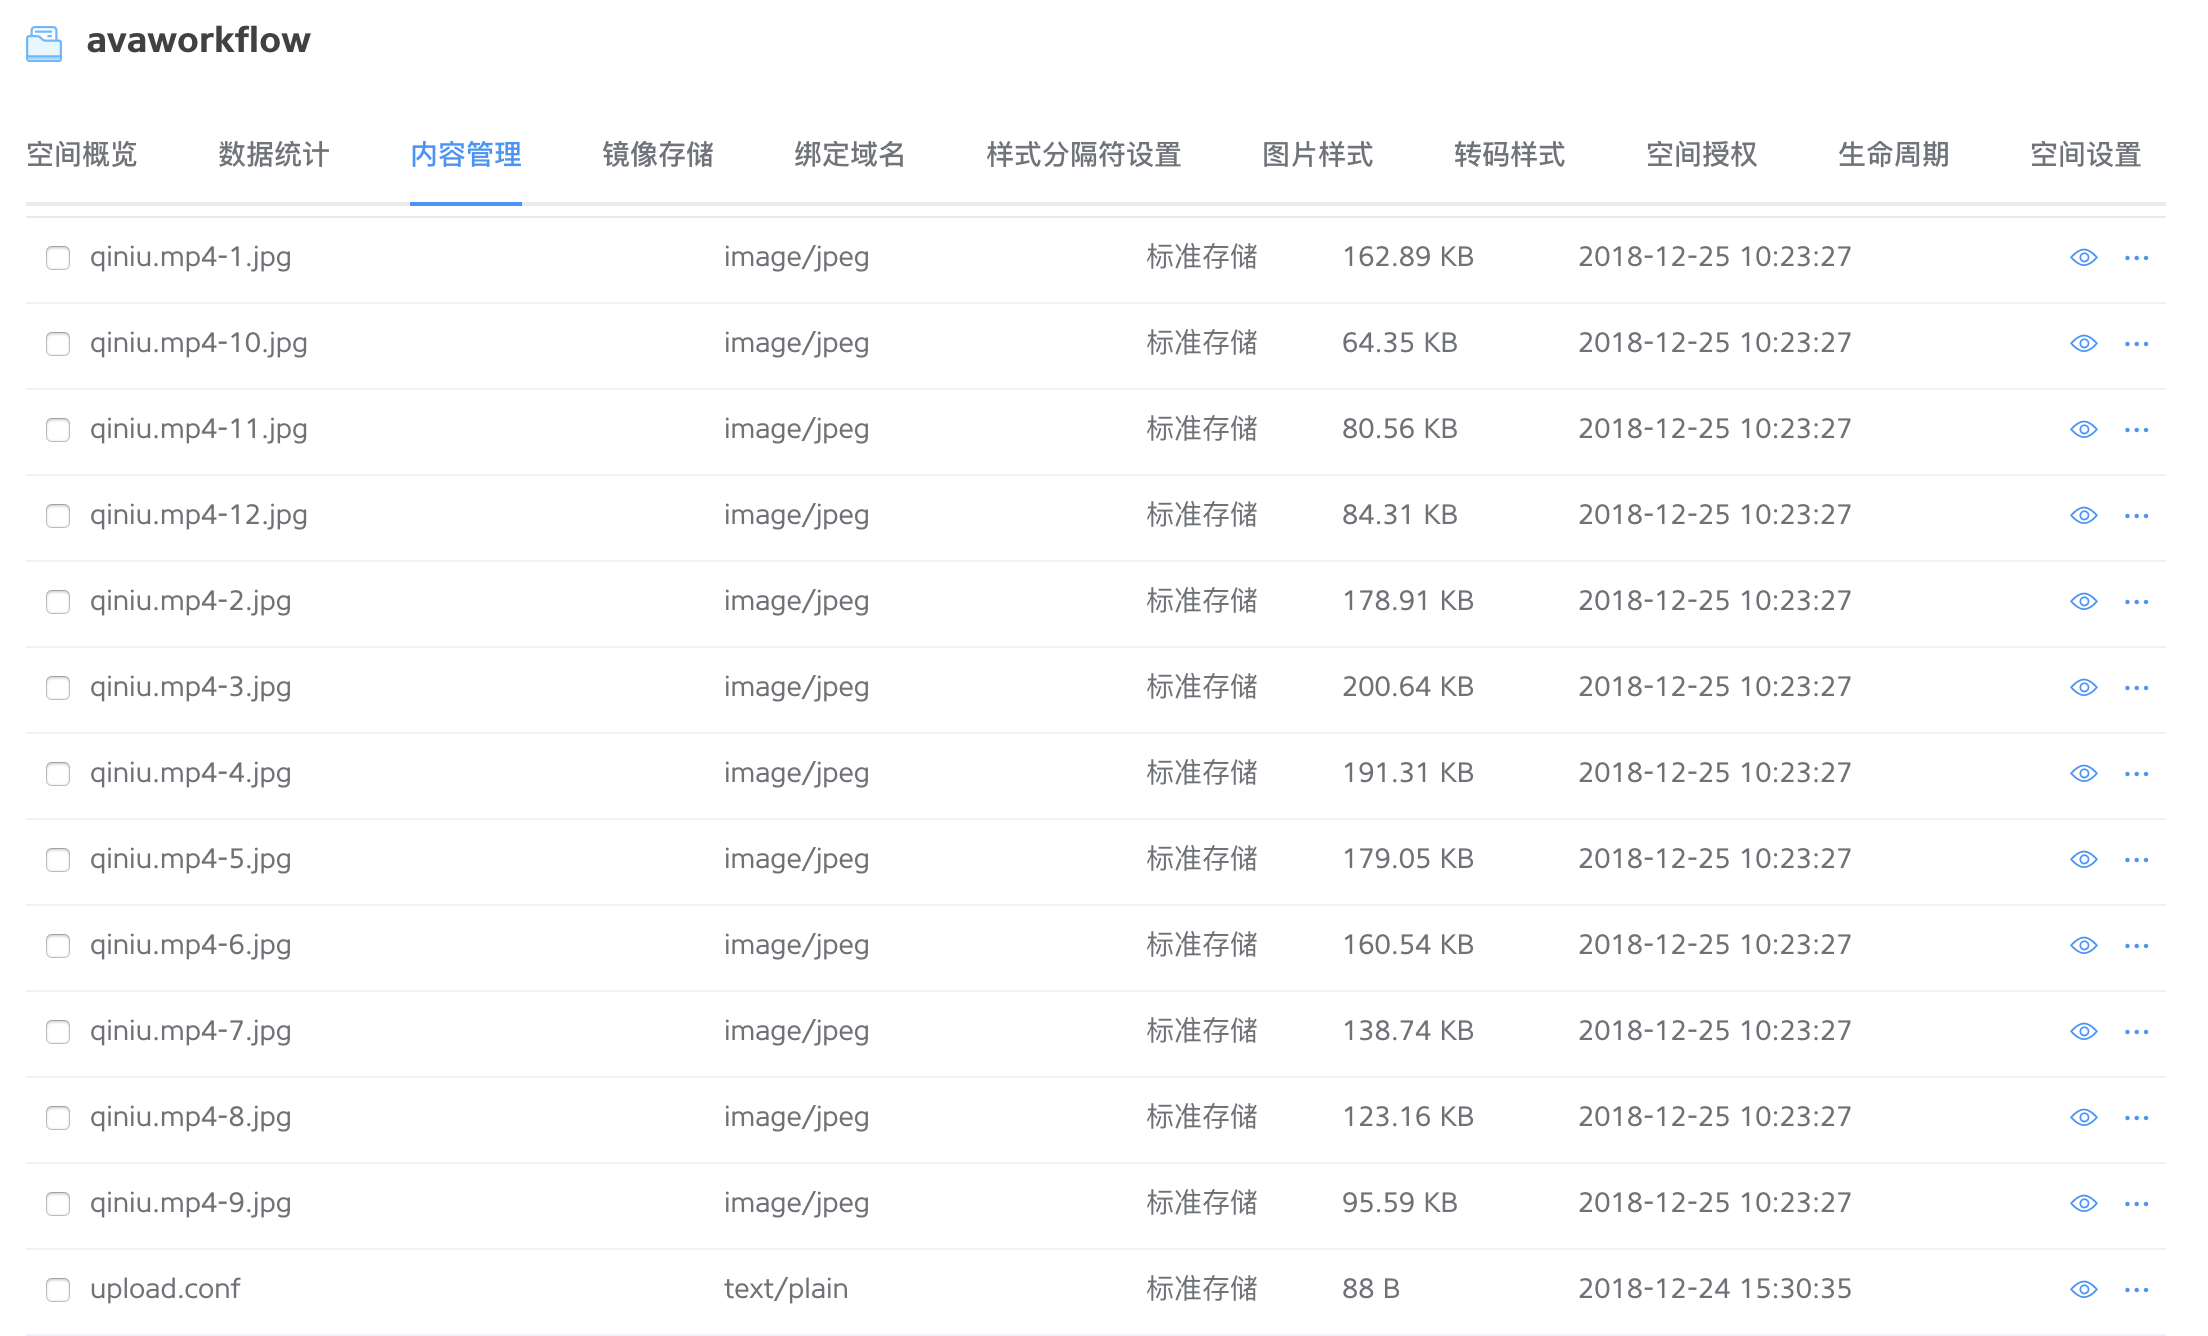 avaworkflow
空间概览 数据统计 内容管理 镜像存储 绑定域名 样式分隔符设置 图片样式 转码样式 空间授权 生命周期 空间设置
qiniu.mp4-1.jpg image/jpeg 标准存储 162.89 KB 2018-12-25 10:23:27
qiniu.mp4-10.jpg image/jpeg 标准存储 64.35 KB 2018-12-25 10:23:27
qiniu.mp4-11.jpg image/jpeg 标准存储 80.56 KB 2018-12-25 10:23:27
qiniu.mp4-12.jpg image/jpeg 标准存储 84.31 KB 2018-12-25 10:23:27
qiniu.mp4-2.jpg image/jpeg 标准存储 178.91 KB 2018-12-25 10:23:27
qiniu.mp4-3.jpg image/jpeg 标准存储 200.64 KB 2018-12-25 10:23:27
qiniu.mp4-4.jpg image/jpeg 标准存储 191.31 KB 2018-12-25 10:23:27
qiniu.mp4-5.jpg image/jpeg 标准存储 179.05 KB 2018-12-25 10:23:27
qiniu.mp4-6.jpg image/jpeg 标准存储 160.54 KB 2018-12-25 10:23:27
qiniu.mp4-7.jpg image/jpeg 标准存储 138.74 KB 2018-12-25 10:23:27
qiniu.mp4-8.jpg image/jpeg 标准存储 123.16 KB 2018-12-25 10:23:27
qiniu.mp4-9.jpg image/jpeg 标准存储 95.59 KB 2018-12-25 10:23:27
upload.conf text/plain 标准存储 88 B 2018-12-24 15:30:35